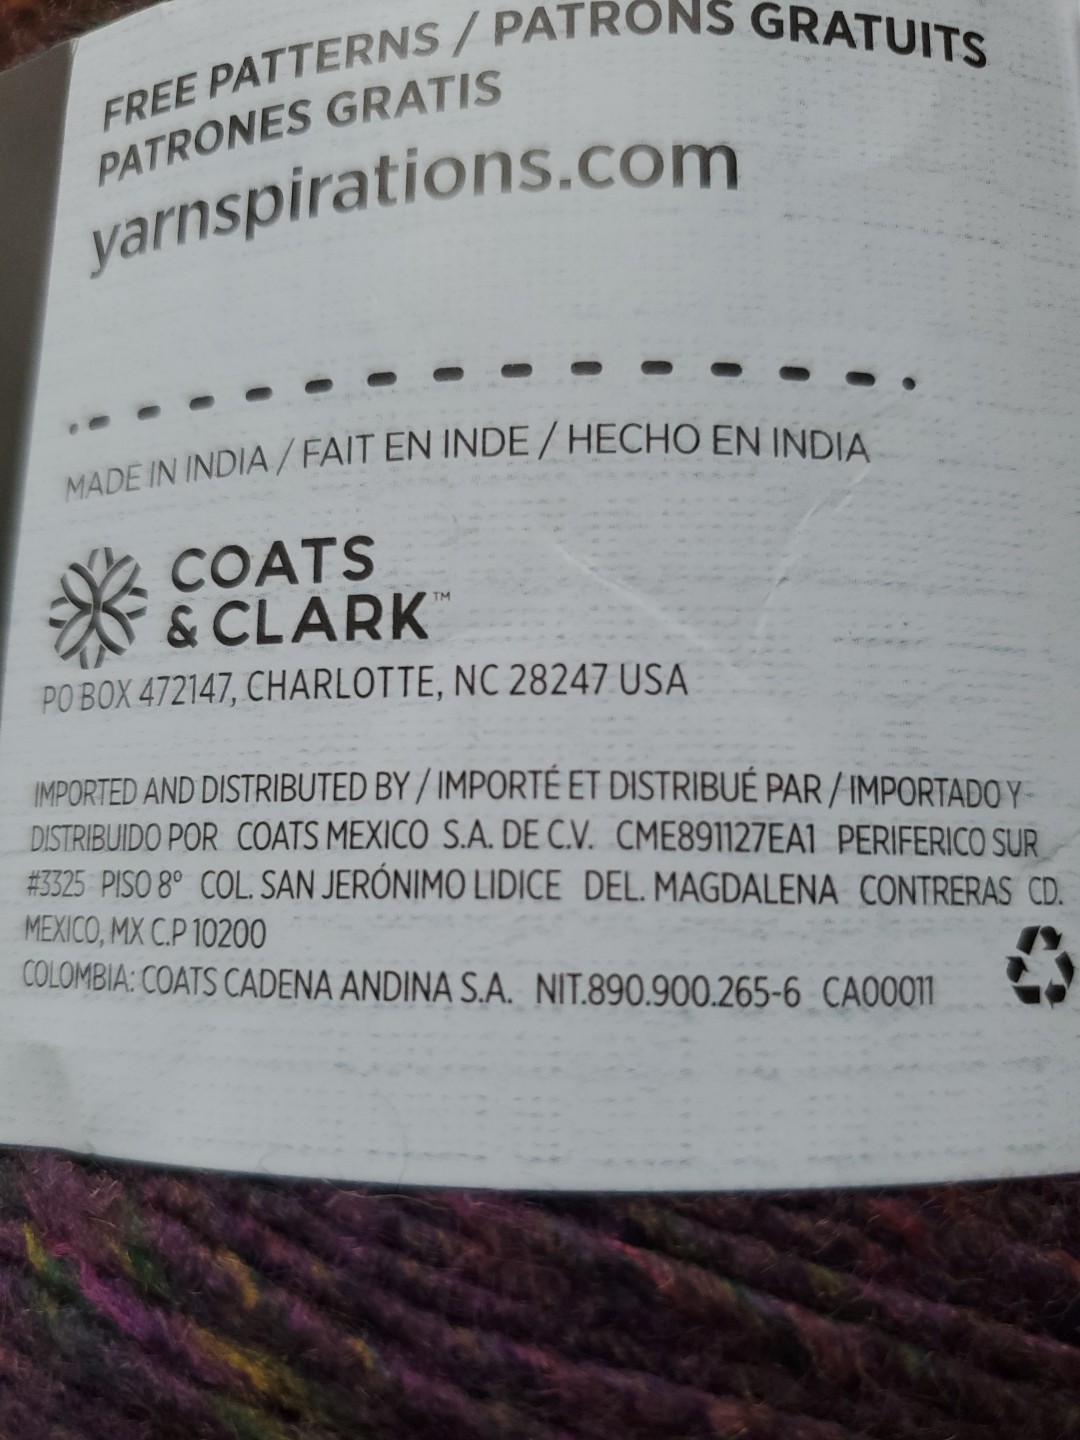 FREE PATTERNS / PATRONS GRATUITS
PATRONES GRATIS
yarnspirations.com
MADE IN INDIA / FAIT EN INDE / HECHO EN INDIA
COATS
& CLARK™
PO BOX 472147, CHARLOTTE, NC 28247 USA
IMPORTED AND DISTRIBUTED BY / IMPORTÉ ET DISTRIBUÉ PAR / IMPORTADO Y
DISTRIBUIDO POR COATS MEXICO S.A. DE C.V. CME891127EA1 PERIFERICO SUR
#3325 PISO 8º COL. SAN JERÓNIMO LIDICE DEL. MAGDALENA CONTRERAS CD.
MEXICO, MX C.P 10200
COLOMBIA: COATS CADENA ANDINA S.A. NIT.890.900.265-6 CA00011